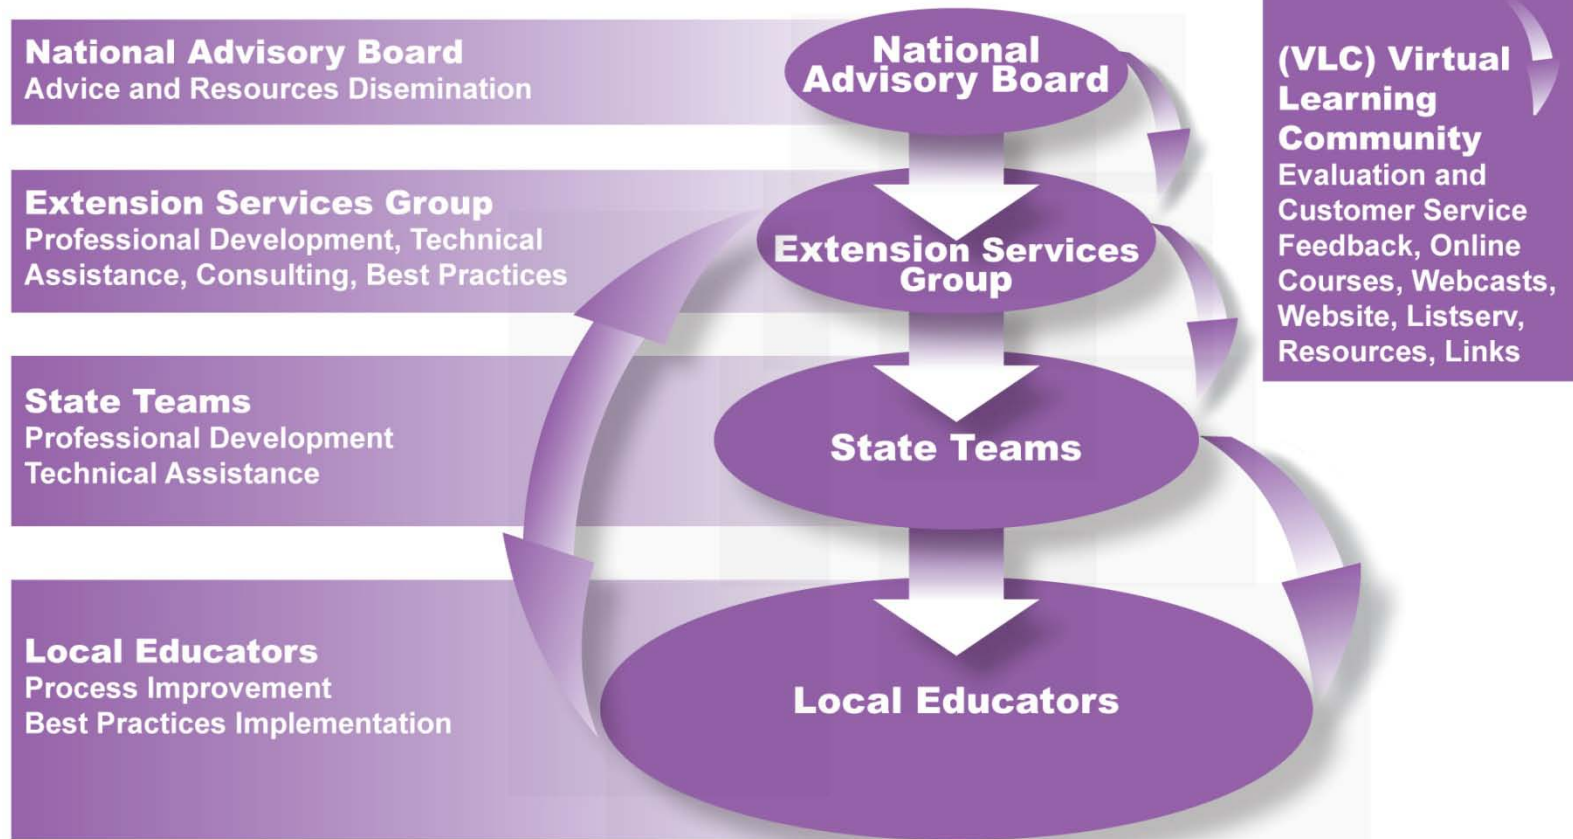 National Advisory Board
Advice and Resources Disemination
National
Advisory Board
(VLC) Virtual
Learning
Community
Evaluation and
Customer Service
Feedback, Online
Courses, Webcasts,
Website, Listserv,
Resources, Links
Extension Services Group
Professional Development, Technical
Assistance, Consulting, Best Practices
Extension Services
Group
State Teams
Professional Development
Technical Assistance
State Teams
Local Educators
Process Improvement
Best Practices Implementation
Local Educators